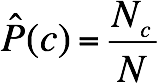 P̂(c) = N_c / N